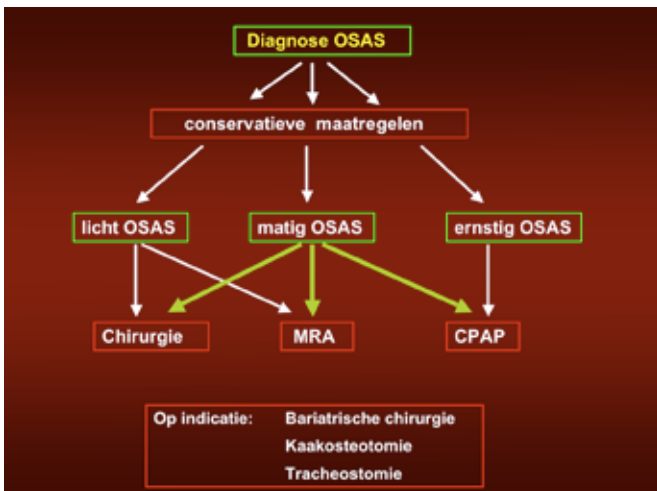 Diagnose OSAS
conservatieve maatregelen
licht OSAS
matig OSAS
ernstig OSAS
Chirurgie
MRA
CPAP
Op indicatie: Bariatrische chirurgie
Kaakosteotomie
Tracheostomie